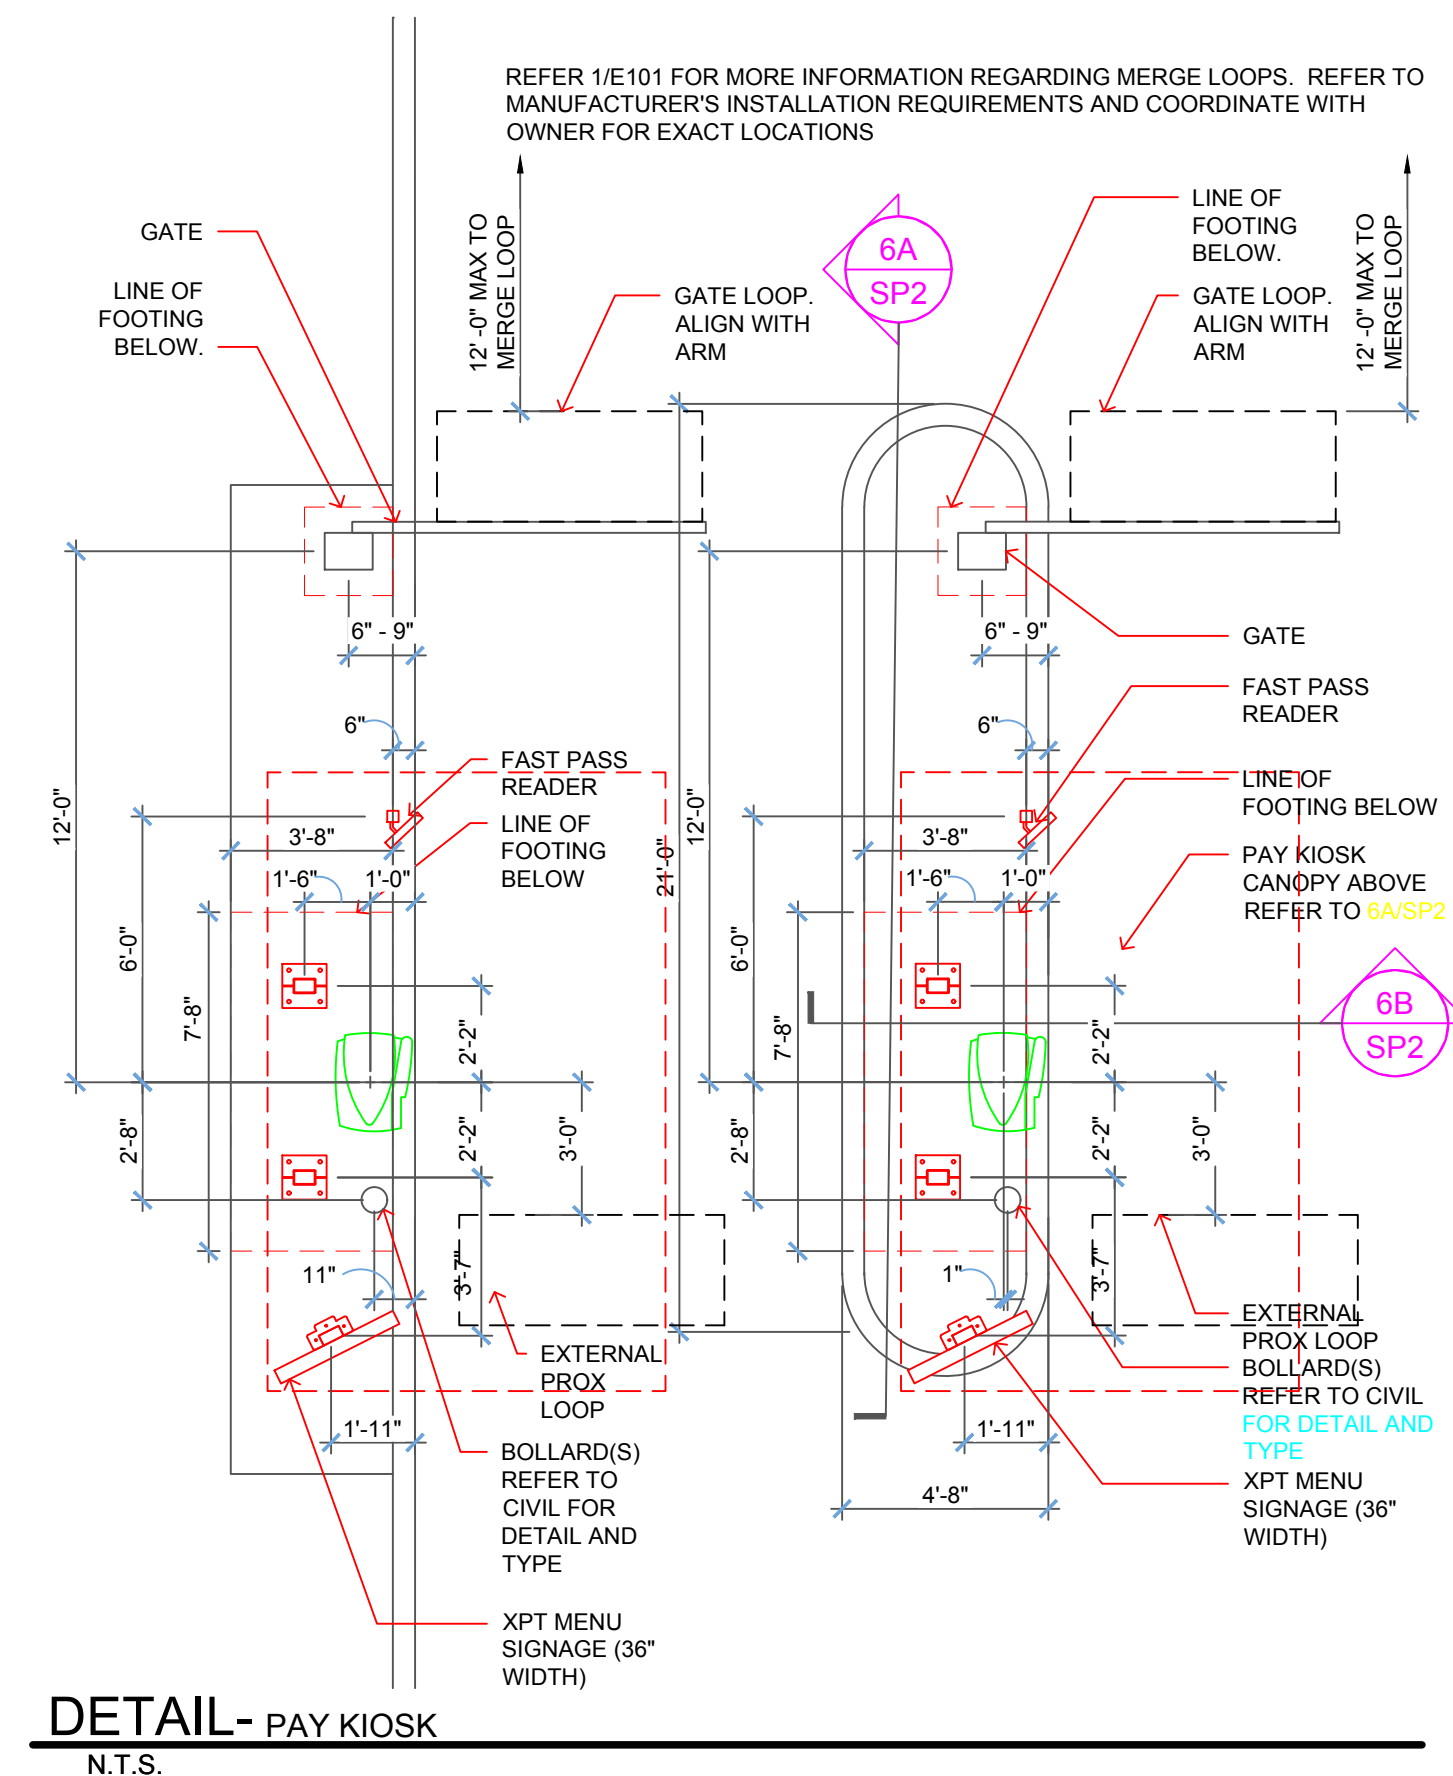 REFER 1/E101 FOR MORE INFORMATION REGARDING MERGE LOOPS. REFER TO
MANUFACTURER'S INSTALLATION REQUIREMENTS AND COORDINATE WITH
OWNER FOR EXACT LOCATIONS
GATE
LINE OF
FOOTING
BELOW.
12' -0" MAX TO
MERGE LOOP
GATE LOOP.
ALIGN WITH
ARM
6A
SP2
LINE OF
FOOTING
BELOW.
GATE LOOP.
ALIGN WITH
ARM
12' -0" MAX TO
MERGE LOOP
6" - 9"
6"
FAST PASS
READER
LINE OF
FOOTING
BELOW
12'-0"
3'-8"
1'-6"
1'-0"
6'-0"
7'-8"
2'-2"
2'-8"
2'-2"
3'-0"
3'-7"
11"
EXTERNAL
PROX
LOOP
1'-11"
BOLLARD(S)
REFER TO
CIVIL FOR
DETAIL AND
TYPE
XPT MENU
SIGNAGE (36"
WIDTH)
21'-0"
12'-0"
6" - 9"
GATE
6"
FAST PASS
READER
LINE OF
FOOTING BELOW
3'-8"
1'-6"
1'-0"
PAY KIOSK
CANOPY ABOVE
REFER TO 6A/SP2
6'-0"
7'-8"
2'-2"
6B
SP2
2'-8"
2'-2"
3'-0"
3'-7"
1"
EXTERNAL
PROX LOOP
BOLLARD(S)
REFER TO CIVIL
FOR DETAIL AND
TYPE
1'-11"
4'-8"
XPT MENU
SIGNAGE (36"
WIDTH)
DETAIL- PAY KIOSK
N.T.S.